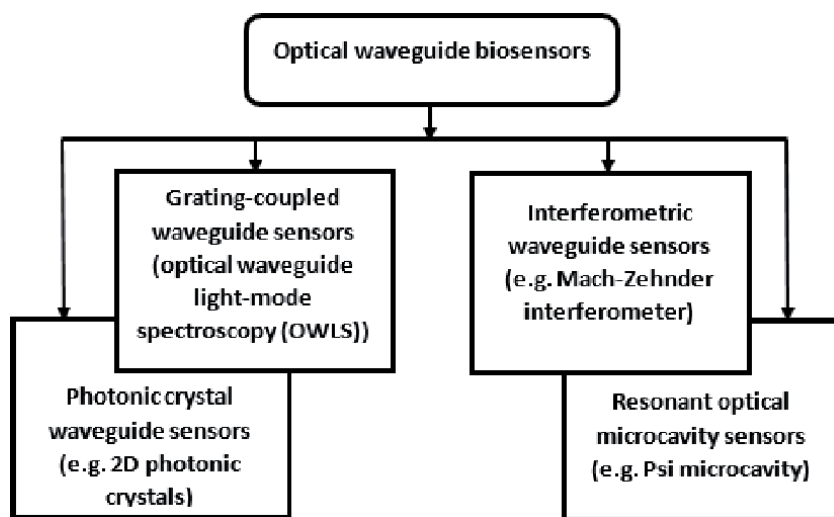 Optical waveguide biosensors
Grating-coupled
waveguide sensors
(optical waveguide
light-mode
spectroscopy (OWLS))
Interferometric
waveguide sensors
(e.g. Mach-Zehnder
interferometer)
Photonic crystal
waveguide sensors
(e.g. 2D photonic
crystals)
Resonant optical
microcavity sensors
(e.g. Psi microcavity)